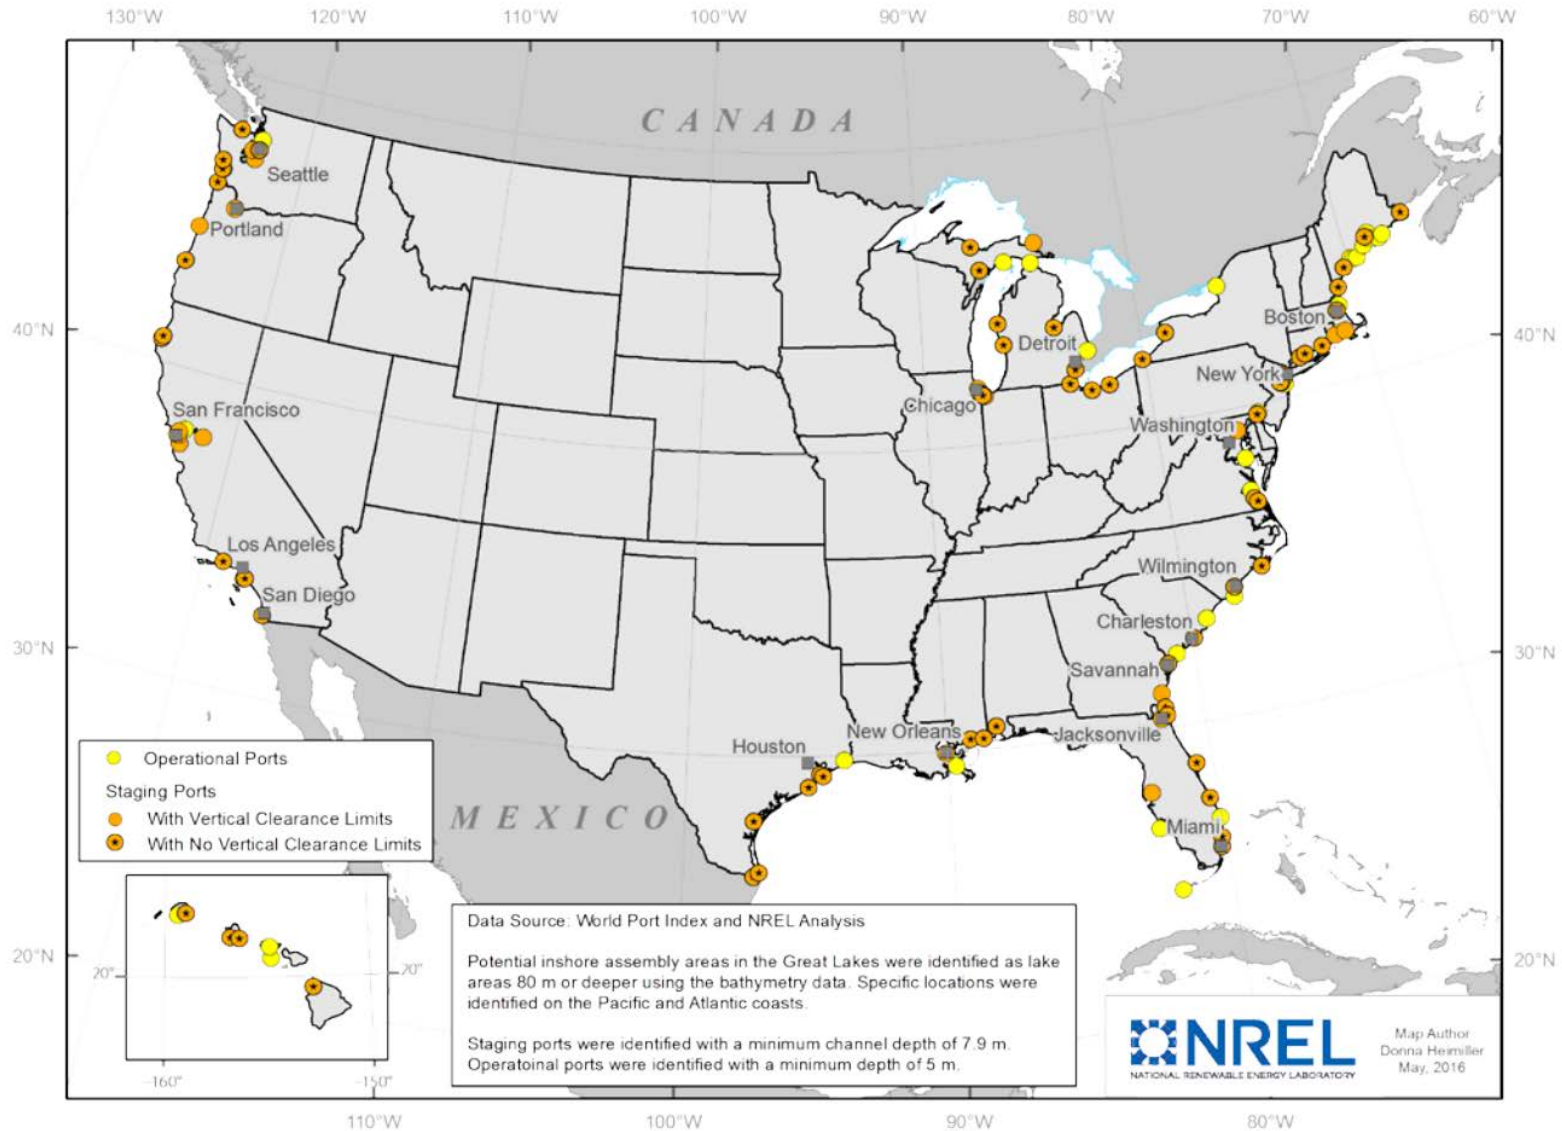 130°W 120°W 110°W 100°W 90°W 80°W 70°W 60°W
CANADA
Seattle
Portland
40°N
40°N
Boston
Detroit
New York
Chicago
San Francisco
Washington
Los Angeles
Wilmington
San Diego
Charleston
30°N
30°N
Savannah
New Orleans
Jacksonville
Houston
Operational Ports
Staging Ports
With Vertical Clearance Limits
With No Vertical Clearance Limits
MEXICO
Miami
20°N
20°N
20°
20°
-160°
-150°
Data Source: World Port Index and NREL Analysis
Potential inshore assembly areas in the Great Lakes were identified as lake
areas 80 m or deeper using the bathymetry data. Specific locations were
identified on the Pacific and Atlantic coasts.
Staging ports were identified with a minimum channel depth of 7.9 m.
Operatoinal ports were identified with a minimum depth of 5 m.
NREL
NATIONAL RENEWABLE ENERGY LABORATORY
Map Author
Donna Heimiller
May, 2016
110°W 100°W 90°W 80°W